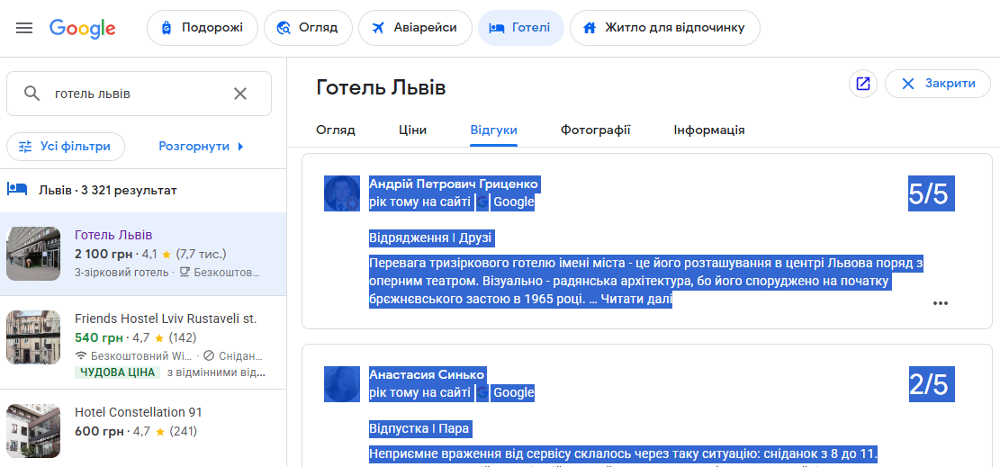 Google
Подорожі
Огляд
Авіарейси
Готелі
Житло для відпочинку
готель львів
Усі фільтри
Розгорнути
Львів · 3 321 результат
Готель Львів
2 100 грн · 4,1 ★ (7,7 тис.)
3-зірковий готель · Безкоштов…
Friends Hostel Lviv Rustaveli st.
540 грн · 4,7 ★ (142)
Безкоштовний Wi… · Сніdan…
ЧУДОВА ЦІНА з відмінними від…
Hotel Constellation 91
600 грн · 4,7 ★ (241)
Готель Львів
Закрити
Огляд
Ціни
Відгуки
Фотографії
Інформація
Андрій Петрович Гриценко
рік тому на сайті G Google
5/5
Відрядження | Друзі
Перевага тризіркового готелю імені міста - це його розташування в центрі Львова поряд з
оперним театром. Візуально - радянська архітектура, бо його споруджено на початку
брєжнєвського застою в 1965 році. … Читати далі
Анастасия Синько
рік тому на сайті G Google
2/5
Відпустка | Пара
Неприємне враження від сервісу склалось через таку ситуацію: сніданок з 8 до 11.